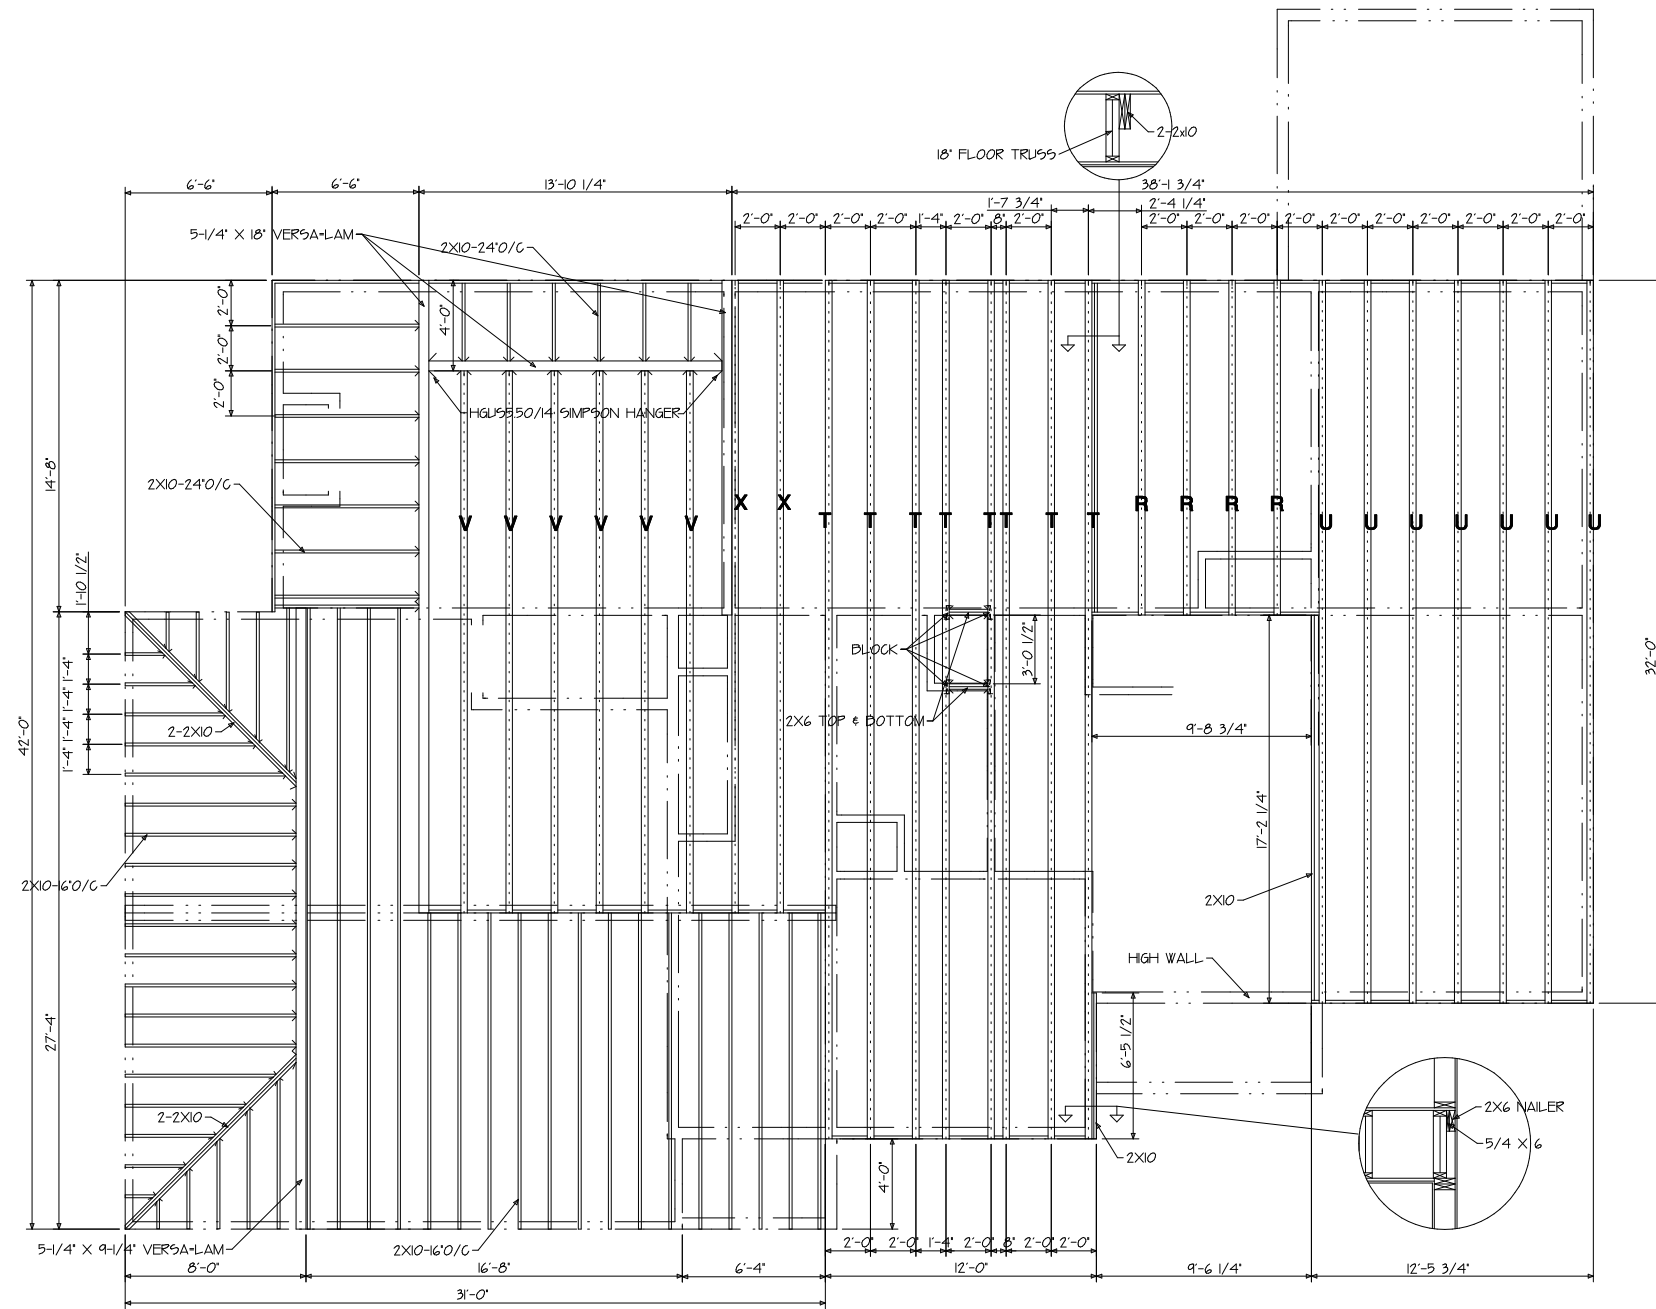 2-2x10
18" FLOOR TRUSS
6'-6"
6'-6"
13'-10 1/4"
38'-1 3/4"
1'-7 3/4"
2'-4 1/4"
2'-0"
2'-0"
2'-0"
2'-0"
1'-4"
2'-0"
8"
2'-0"
2'-0"
2'-0"
2'-0"
2'-0"
2'-0"
2'-0"
2'-0"
2'-0"
2'-0"
2'-0"
5-1/4" X 18" VERSA-LAM
2X10-24"O/C
2'-0"
2'-0"
2'-0"
4'-0"
HGUS5.50/14 SIMPSON HANGER
14'-8"
2X10-24"O/C
V V V V V V
X X
T T T T T T T T
R R R R
U U U U U U U
1'-10 1/2"
1'-4"
1'-4"
1'-4"
1'-4"
2-2X10
BLOCK
3'-0 1/2"
2X6 TOP & BOTTOM
32'-0"
42'-0"
9'-8 3/4"
17'-2 1/4"
2X10-16"O/C
2X10
HIGH WALL
27'-4"
6'-5 1/2"
2-2X10
2X6 NAILER
5/4 X 6
2X10
4'-0"
5-1/4" X 9-1/4" VERSA-LAM
2X10-16"O/C
2'-0"
2'-0"
1'-4"
2'-0"
8"
2'-0"
2'-0"
8'-0"
16'-8"
6'-4"
12'-0"
9'-6 1/4"
12'-5 3/4"
31'-0"